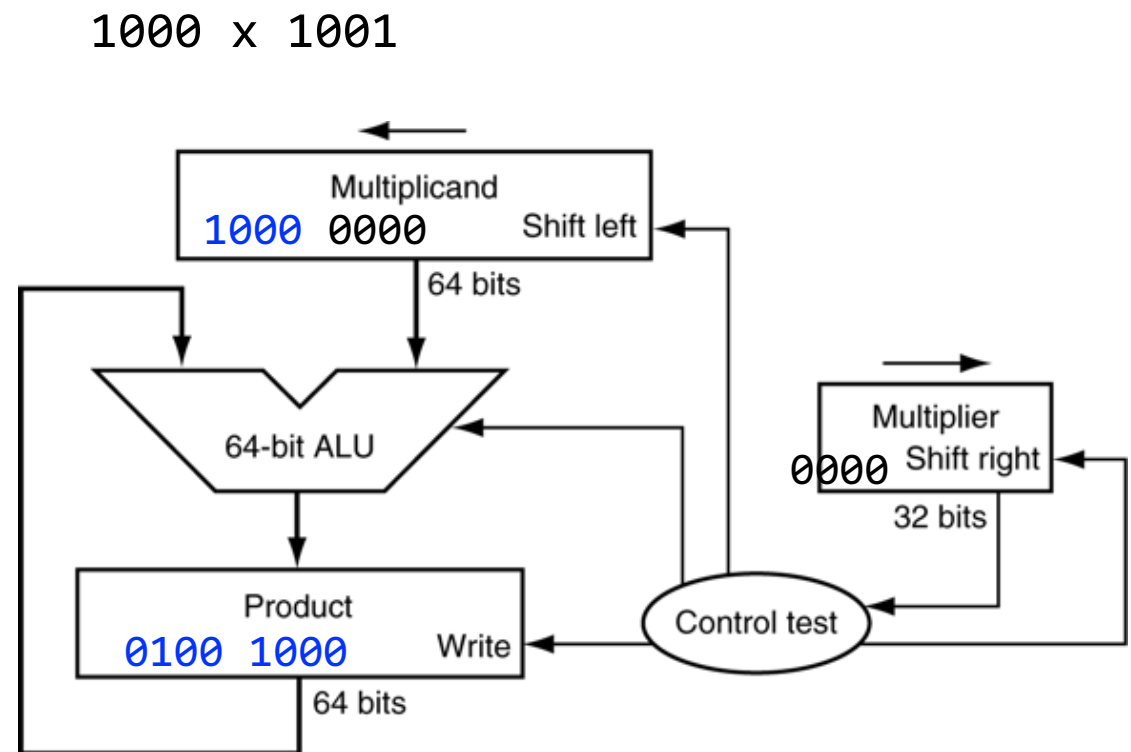 1000 x 1001
Multiplicand
1000 0000 Shift left
64 bits
64-bit ALU
Multiplier
0000 Shift right
32 bits
Product
0100 1000 Write
Control test
64 bits